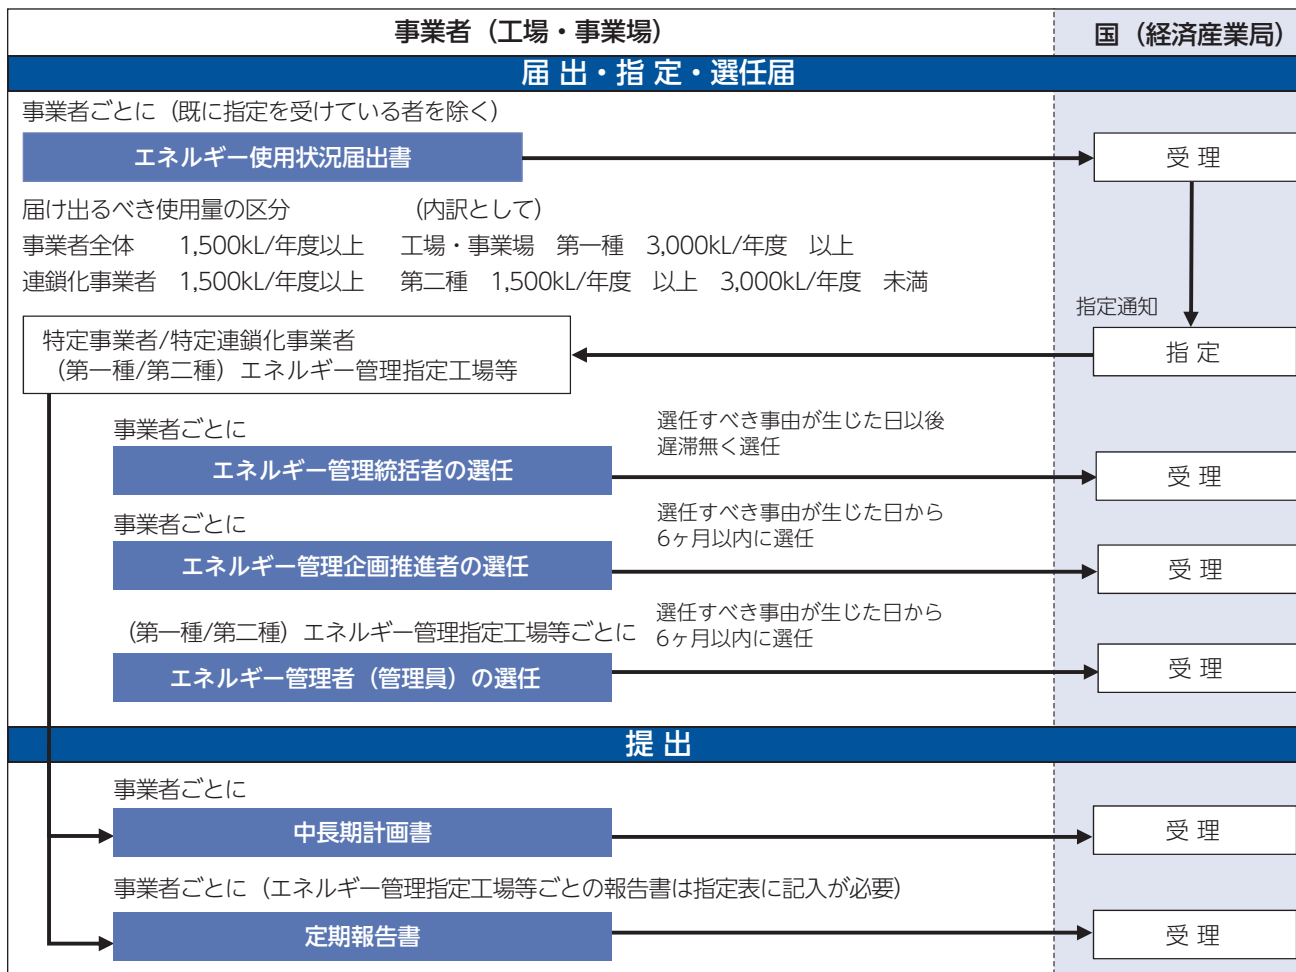 事業者（工場・事業場）
国（経済産業局）
届出・指定・選任届
事業者ごとに（既に指定を受けている者を除く）
エネルギー使用状況届出書
受理
届け出るべき使用量の区分　（内訳として）
事業者全体　1,500kL/年度以上　工場・事業場　第一種　3,000kL/年度　以上
連鎖化事業者　1,500kL/年度以上　第二種　1,500kL/年度　以上　3,000kL/年度　未満
指定通知
特定事業者/特定連鎖化事業者
（第一種/第二種）エネルギー管理指定工場等
指定
事業者ごとに
選任すべき事由が生じた日以後
遅滞無く選任
エネルギー管理統括者の選任
受理
事業者ごとに
選任すべき事由が生じた日から
6ヶ月以内に選任
エネルギー管理企画推進者の選任
受理
（第一種/第二種）エネルギー管理指定工場等ごとに
選任すべき事由が生じた日から
6ヶ月以内に選任
エネルギー管理者（管理員）の選任
受理
提出
事業者ごとに
中長期計画書
受理
事業者ごとに（エネルギー管理指定工場等ごとの報告書は指定表に記入が必要）
定期報告書
受理